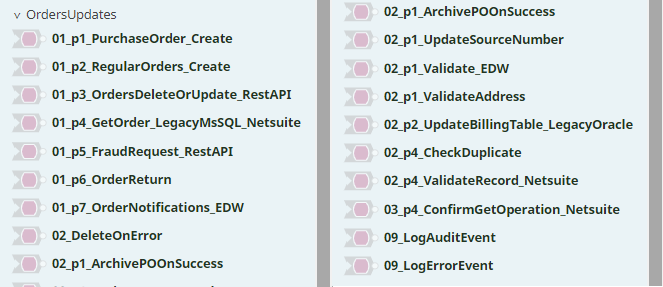 OrdersUpdates
01_p1_PurchaseOrder_Create
01_p2_RegularOrders_Create
01_p3_OrdersDeleteOrUpdate_RestAPI
01_p4_GetOrder_LegacyMsSQL_Netsuite
01_p5_FraudRequest_RestAPI
01_p6_OrderReturn
01_p7_OrderNotifications_EDW
02_DeleteOnError
02_p1_ArchivePOOnSuccess
02_p1_ArchivePOOnSuccess
02_p1_UpdateSourceNumber
02_p1_Validate_EDW
02_p1_ValidateAddress
02_p2_UpdateBillingTable_LegacyOracle
02_p4_CheckDuplicate
02_p4_ValidateRecord_Netsuite
03_p4_ConfirmGetOperation_Netsuite
09_LogAuditEvent
09_LogErrorEvent